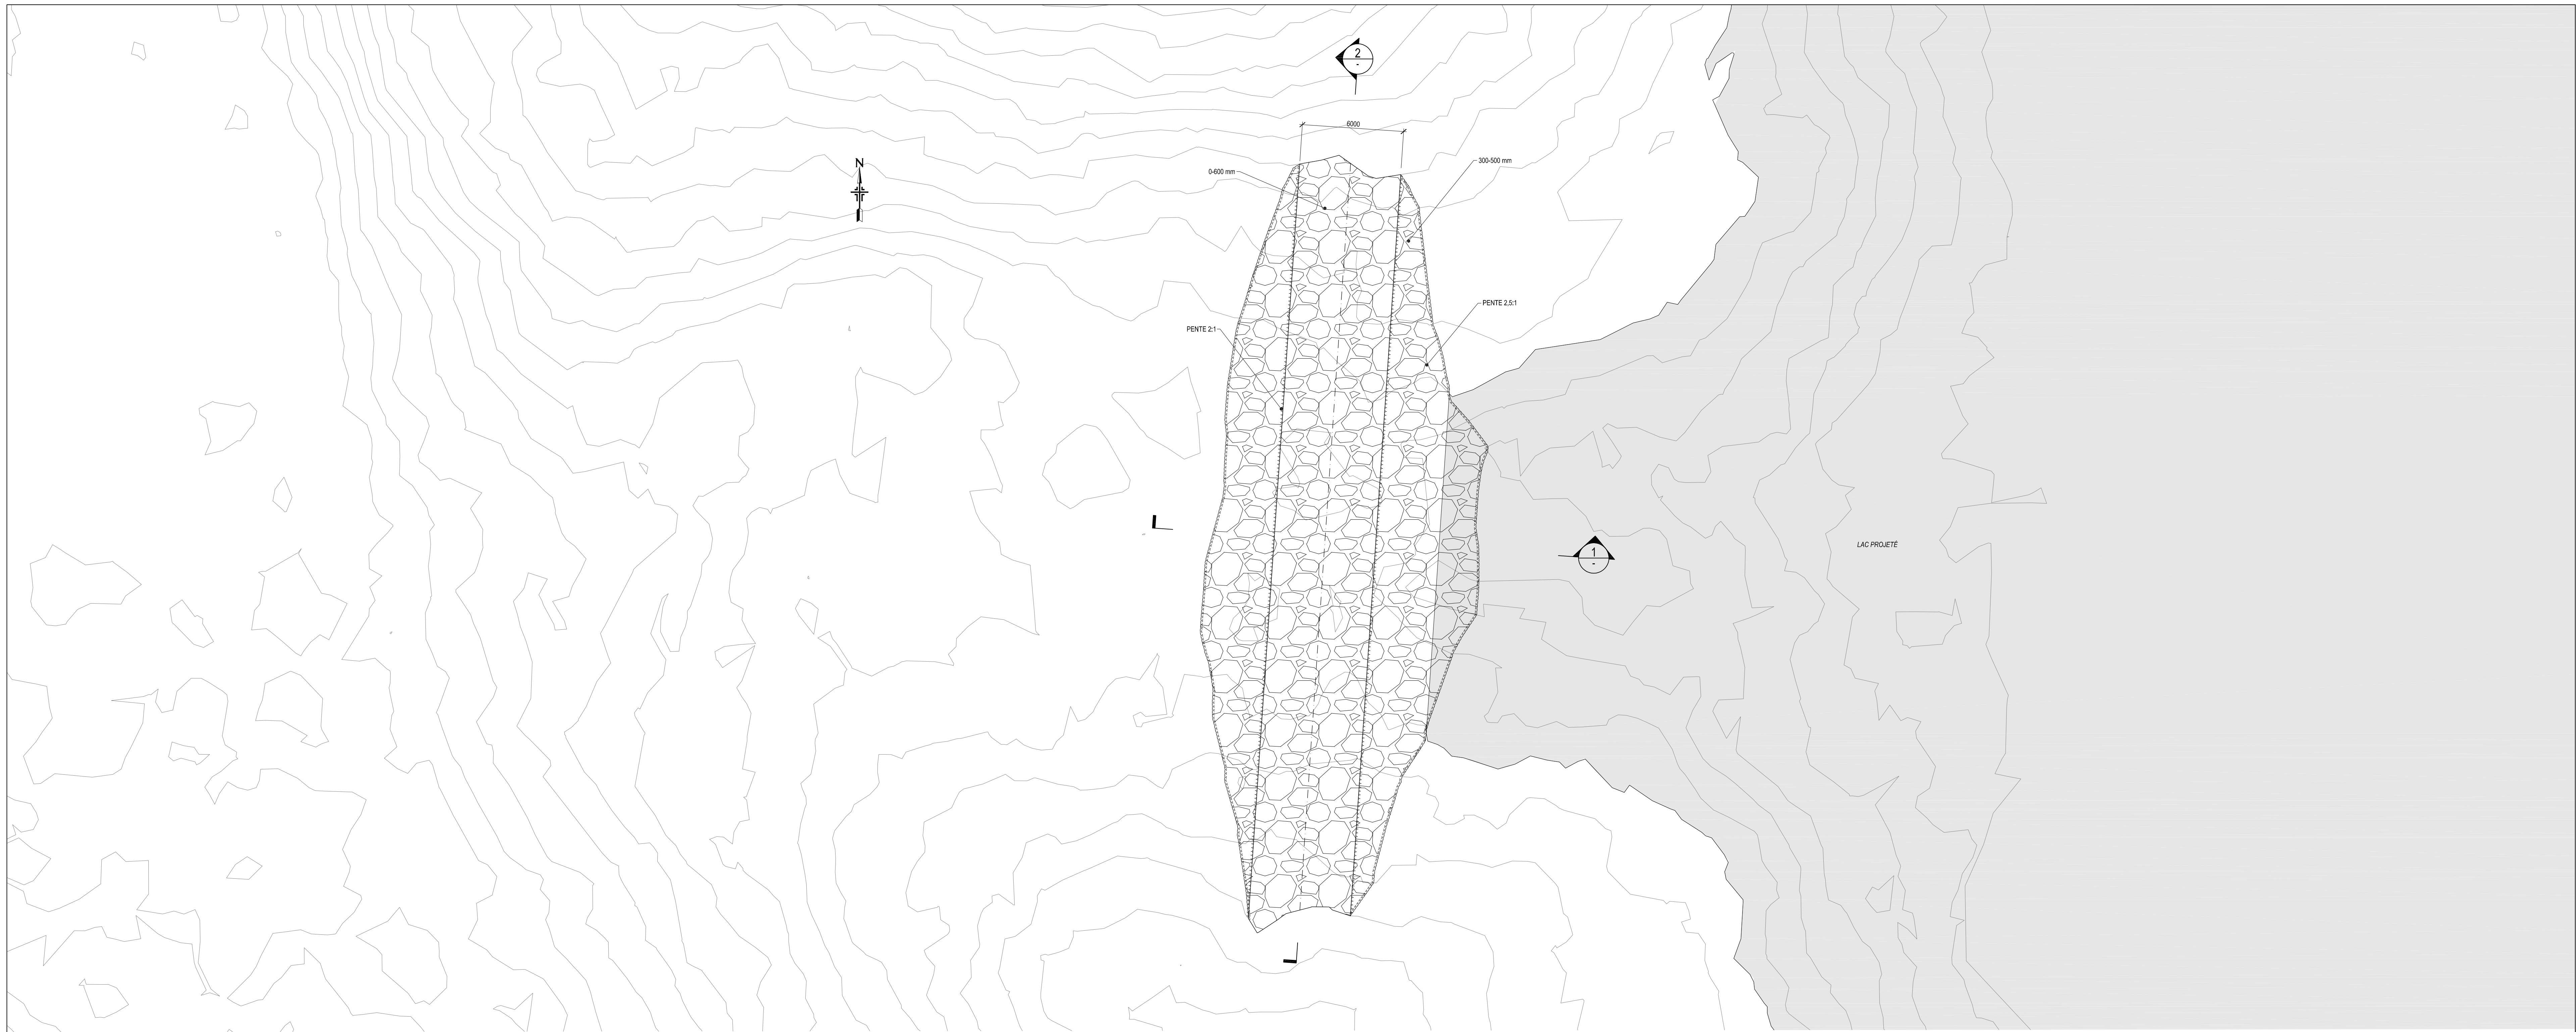 2
-
6000
N
0-600 mm
300-500 mm
PENTE 2,5:1
PENTE 2:1
LAC PROJETÉ
1
-